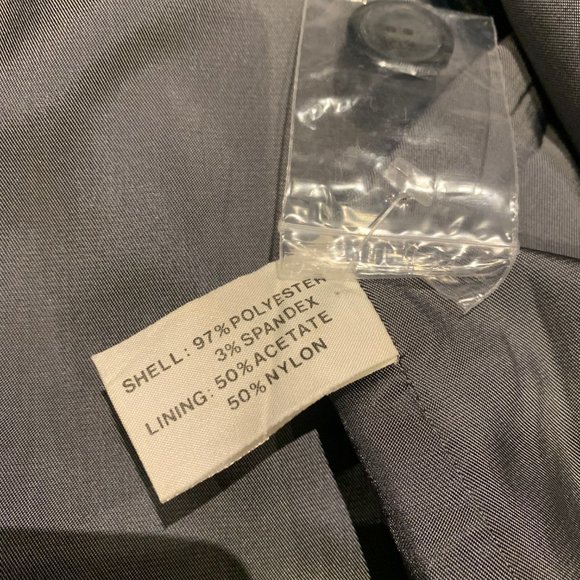 SHELL: 97% POLYESTER
3% SPANDEX
LINING: 50% ACETATE
50% NYLON